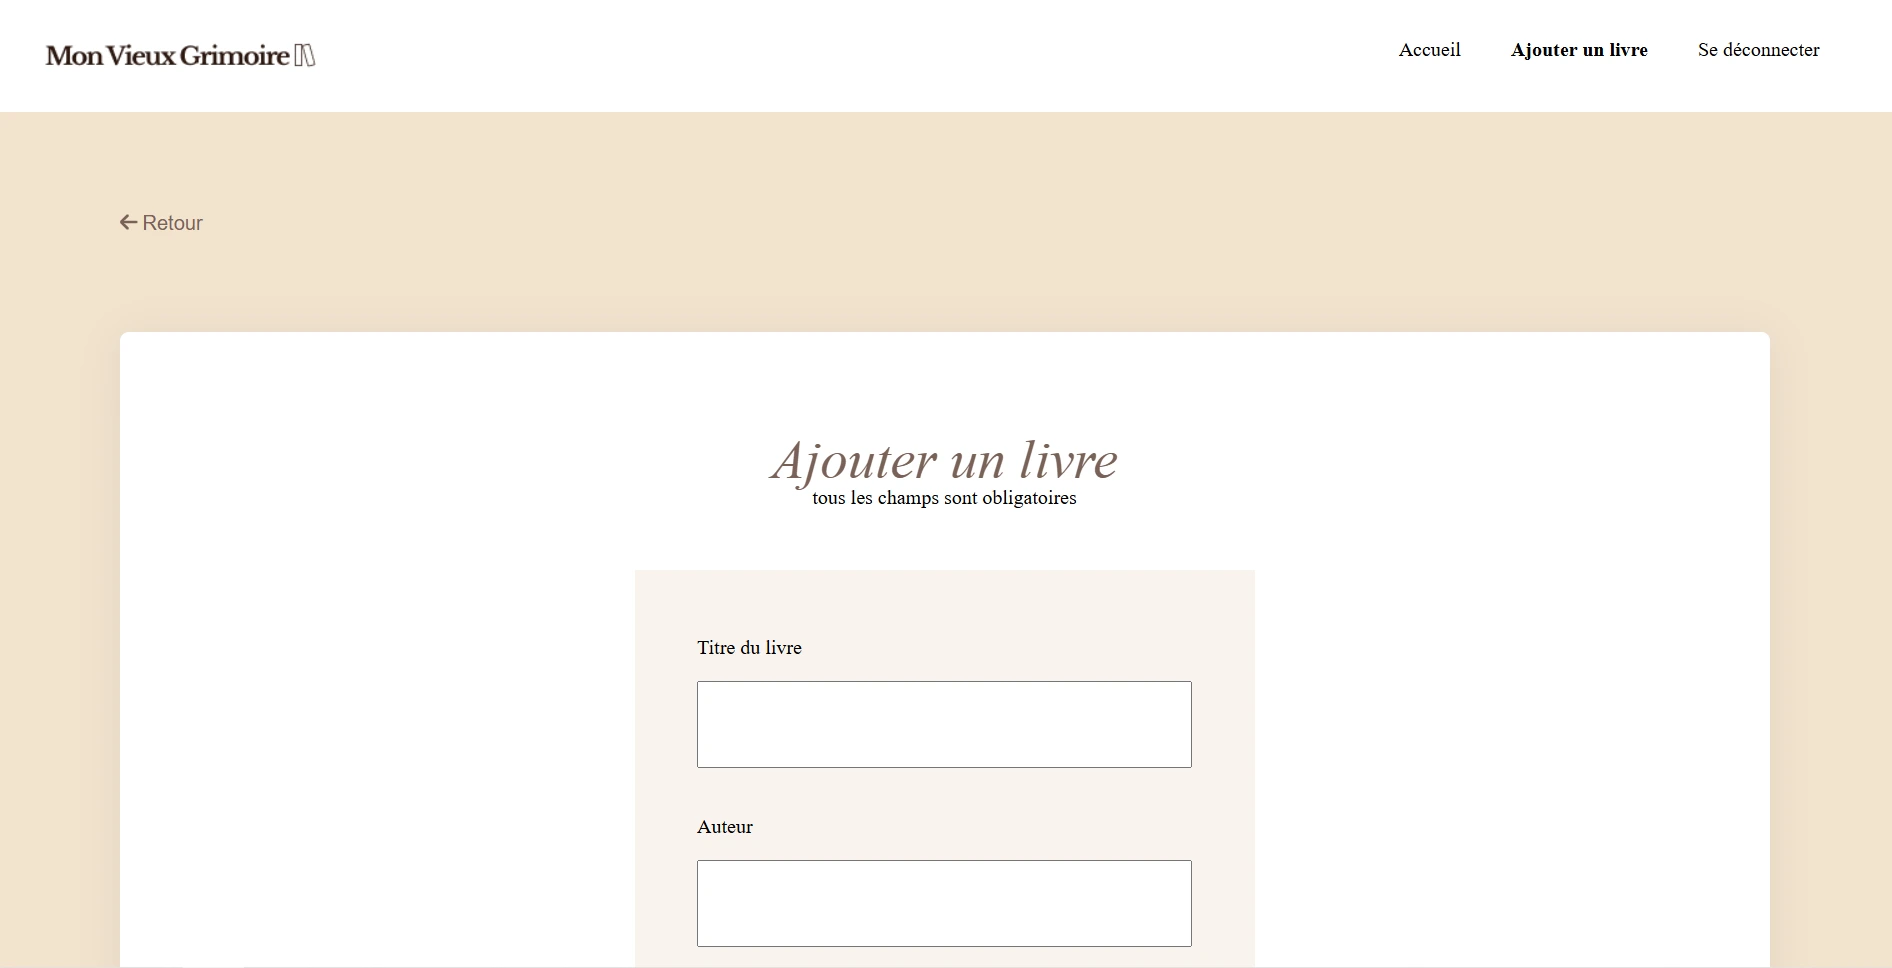 Mon Vieux Grimoire
Accueil
Ajouter un livre
Se déconnecter
Retour
Ajouter un livre
tous les champs sont obligatoires
Titre du livre
Auteur